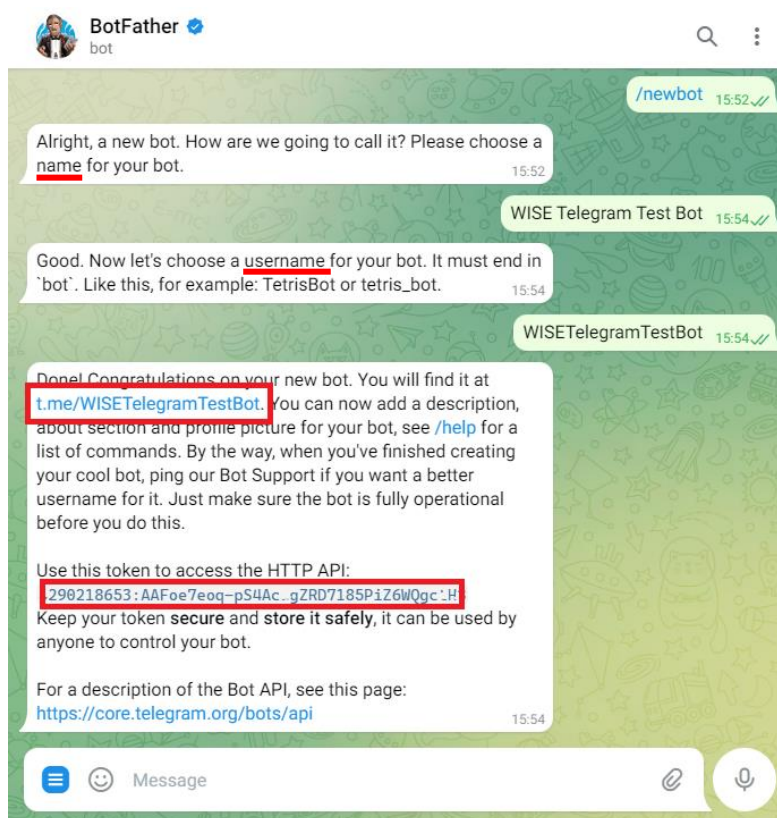 BotFather
bot
/newbot 15:52
Alright, a new bot. How are we going to call it? Please choose a
name for your bot. 15:52
WISE Telegram Test Bot 15:54
Good. Now let's choose a username for your bot. It must end in
`bot`. Like this, for example: TetrisBot or tetris_bot. 15:54
WISETelegramTestBot 15:54
Done! Congratulations on your new bot. You will find it at
t.me/WISETelegramTestBot. You can now add a description,
about section and profile picture for your bot, see /help for a
list of commands. By the way, when you've finished creating
your cool bot, ping our Bot Support if you want a better
username for it. Just make sure the bot is fully operational
before you do this.
Use this token to access the HTTP API:
Keep your token secure and store it safely, it can be used by
anyone to control your bot.
For a description of the Bot API, see this page:
https://core.telegram.org/bots/api 15:54
Message